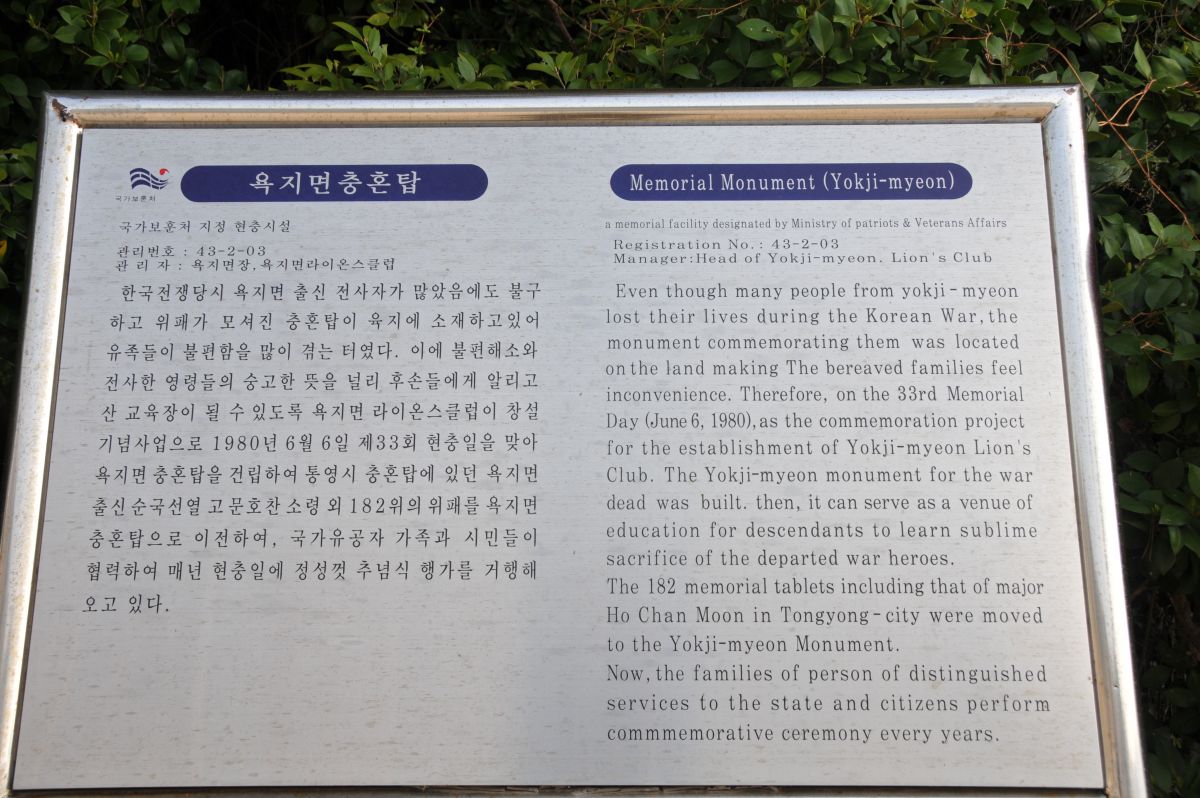 국가보훈처
욕지면충혼탑
국가보훈처 지정 현충시설
관리번호 : 43-2-03
관 리 자 : 욕지면장, 욕지면라이온스클럽
한국전쟁당시 욕지면 출신 전사자가 많았음에도 불구
하고 위패가 모셔진 충혼탑이 육지에 소재하고있어
유족들이 불편함을 많이 겪는 터였다. 이에 불편해소와
전사한 영령들의 숭고한 뜻을 널리 후손들에게 알리고
산 교육장이 될 수 있도록 욕지면 라이온스클럽이 창설
기념사업으로 1980년 6월 6일 제33회 현충일을 맞아
욕지면 충혼탑을 건립하여 통영시 충혼탑에 있던 욕지면
출신 순국선열 고문호찬 소령 외 182위의 위패를 욕지면
충혼탑으로 이전하여, 국가유공자 가족과 시민들이
협력하여 매년 현충일에 정성껏 추념식 행가를 거행해
오고 있다.
Memorial Monument (Yokji-myeon)
a memorial facility designated by Ministry of patriots & Veterans Affairs
Registration No.: 43-2-03
Manager:Head of Yokji-myeon. Lion's Club
Even though many people from yokji-myeon
lost their lives during the Korean War, the
monument commemorating them was located
on the land making The bereaved families feel
inconvenience. Therefore, on the 33rd Memorial
Day (June 6, 1980), as the commemoration project
for the establishment of Yokji-myeon Lion's
Club. The Yokji-myeon monument for the war
dead was built. then, it can serve as a venue of
education for descendants to learn sublime
sacrifice of the departed war heroes.
The 182 memorial tablets including that of major
Ho Chan Moon in Tongyong-city were moved
to the Yokji-myeon Monument.
Now, the families of person of distinguished
services to the state and citizens perform
commmemorative ceremony every years.